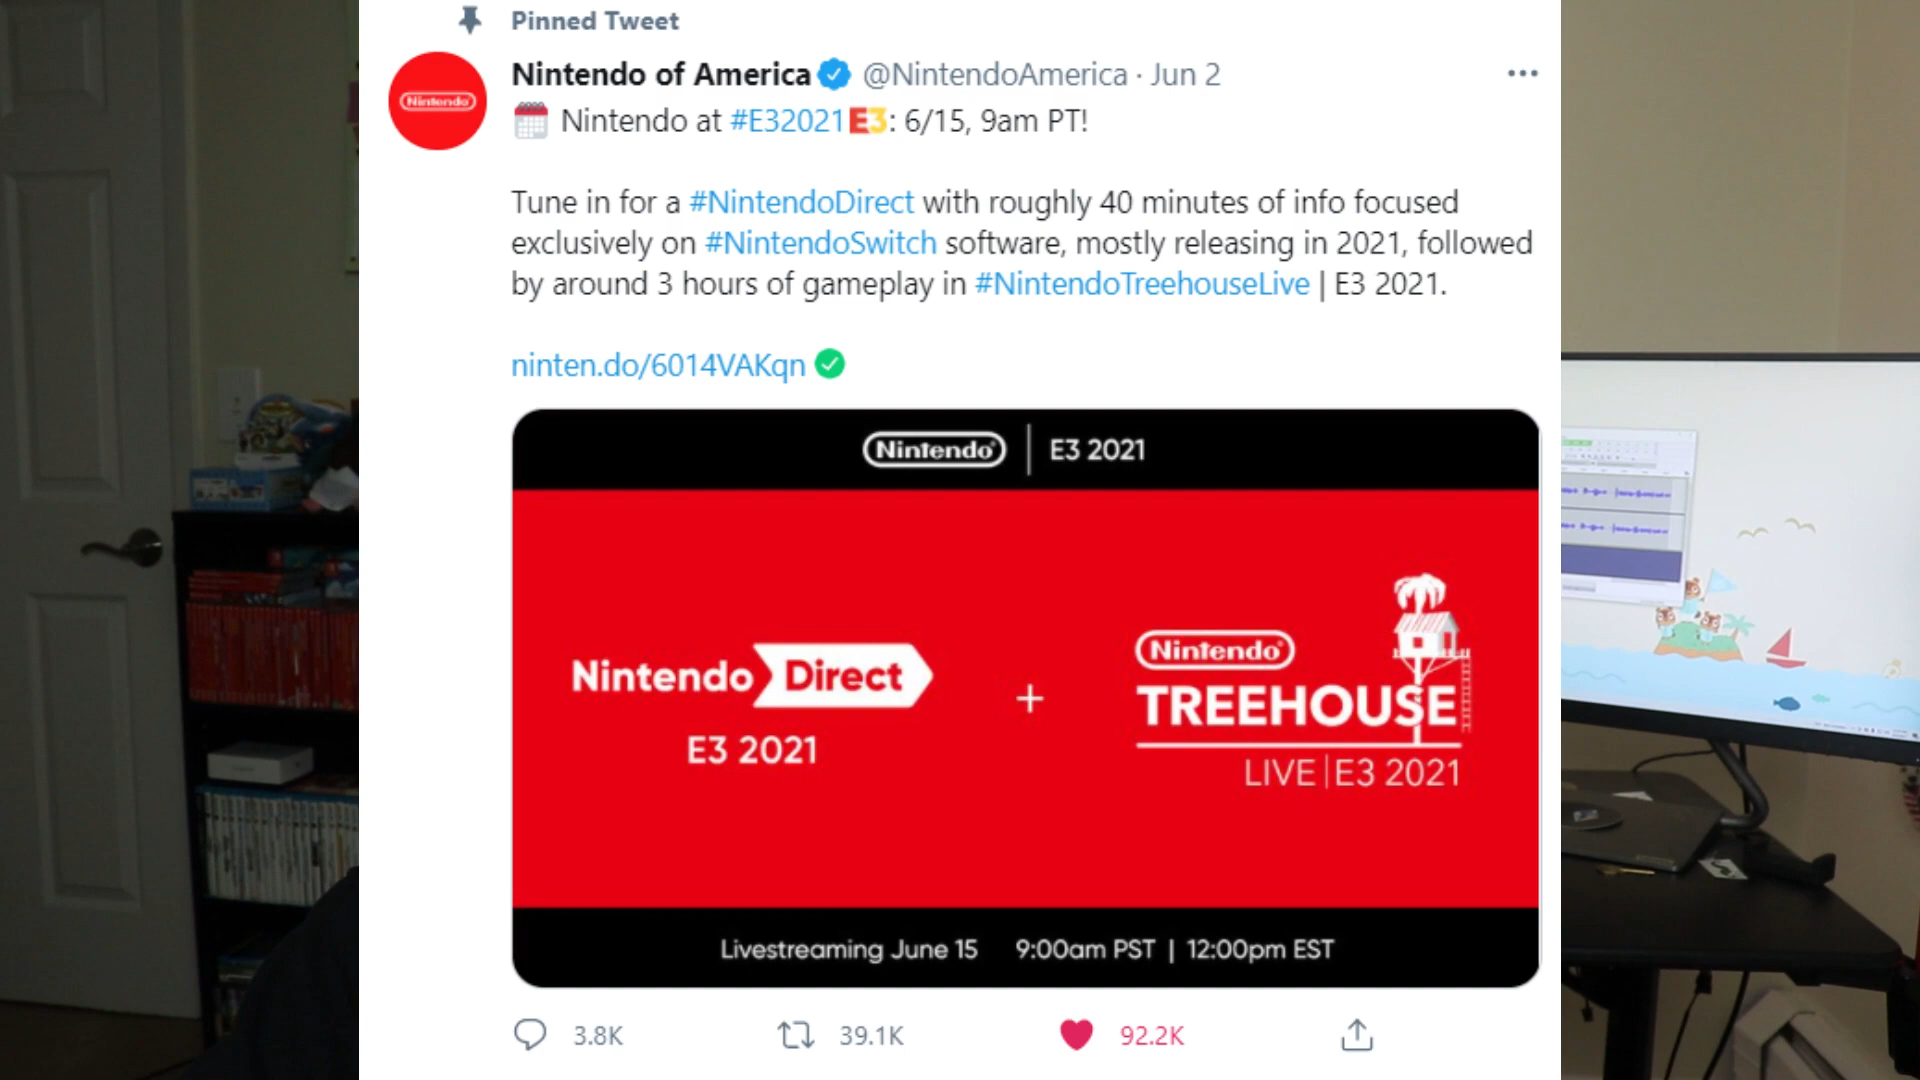 Pinned Tweet
Nintendo of America @NintendoAmerica · Jun 2
Nintendo
Nintendo at #E32021 E3: 6/15, 9am PT!
Tune in for a #NintendoDirect with roughly 40 minutes of info focused
exclusively on #NintendoSwitch software, mostly releasing in 2021, followed
by around 3 hours of gameplay in #NintendoTreehouseLive | E3 2021.
ninten.do/6014VAKqn
Nintendo | E3 2021
Nintendo Direct
E3 2021
+
Nintendo
TREEHOUSE
LIVE | E3 2021
Livestreaming June 15 9:00am PST | 12:00pm EST
3.8K 39.1K 92.2K